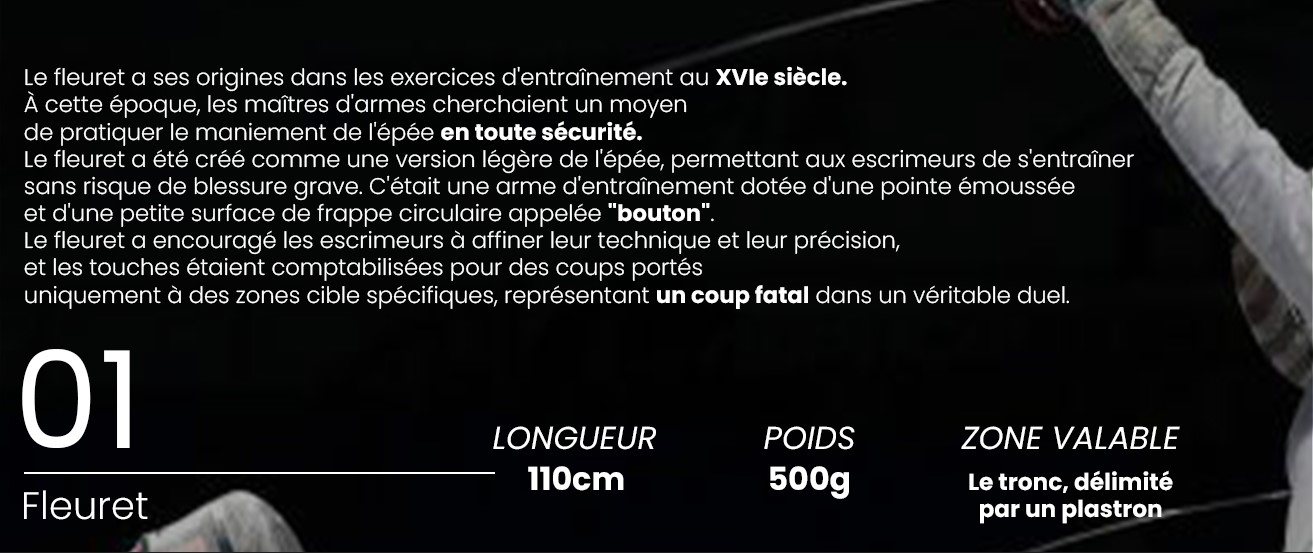 Le fleuret a ses origines dans les exercices d'entraînement au XVIe siècle.
À cette époque, les maîtres d'armes cherchaient un moyen
de pratiquer le maniement de l'épée en toute sécurité.
Le fleuret a été créé comme une version légère de l'épée, permettant aux escrimeurs de s'entraîner
sans risque de blessure grave. C'était une arme d'entraînement dotée d'une pointe émoussée
et d'une petite surface de frappe circulaire appelée "bouton".
Le fleuret a encouragé les escrimeurs à affiner leur technique et leur précision,
et les touches étaient comptabilisées pour des coups portés
uniquement à des zones cible spécifiques, représentant un coup fatal dans un véritable duel.
01
Fleuret
LONGUEUR
110cm
POIDS
500g
ZONE VALABLE
Le tronc, délimité
par un plastron